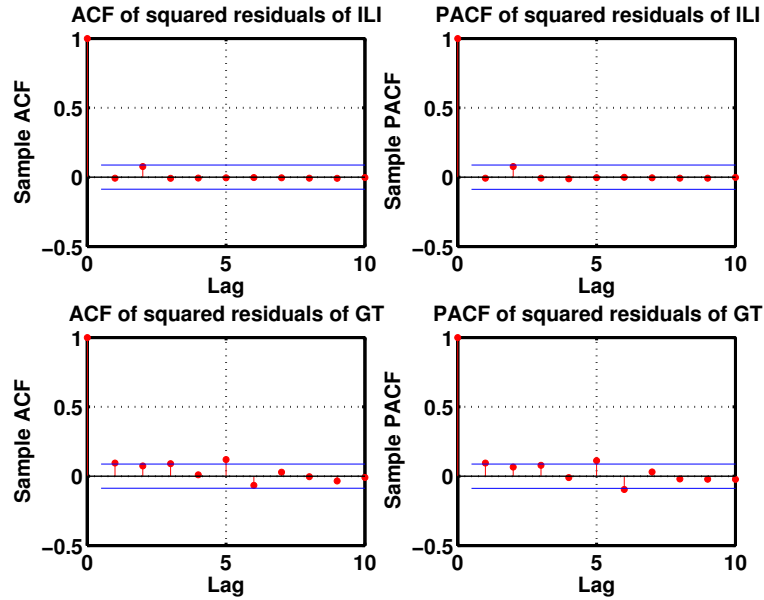 ACF of squared residuals of ILI
1
0.5
0
−0.5
Sample ACF
0
5
10
Lag
PACF of squared residuals of ILI
1
0.5
0
−0.5
Sample PACF
0
5
10
Lag
ACF of squared residuals of GT
1
0.5
0
−0.5
Sample ACF
0
5
10
Lag
PACF of squared residuals of GT
1
0.5
0
−0.5
Sample PACF
0
5
10
Lag